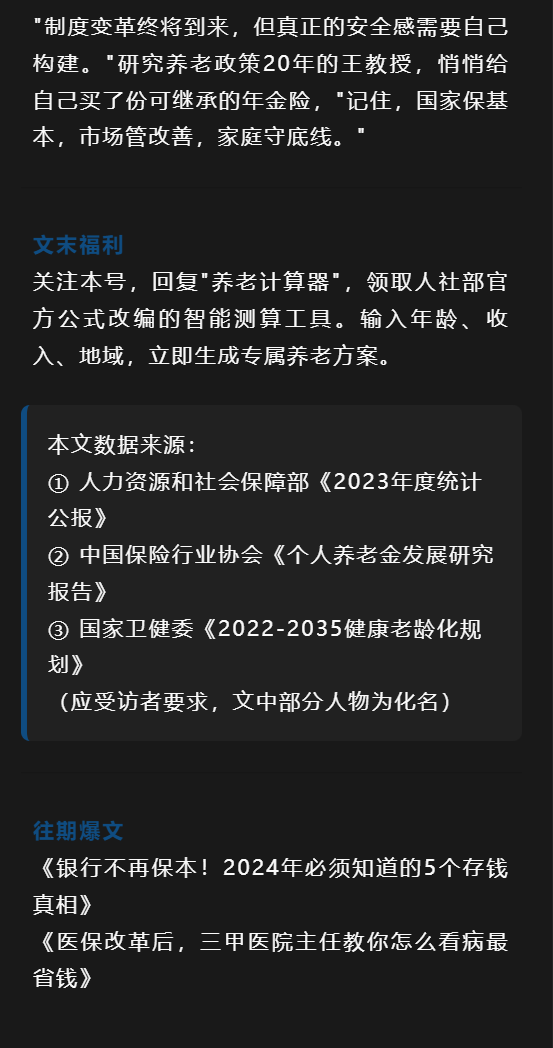 "制度变革终将到来，但真正的安全感需要自己
构建。"研究养老政策20年的王教授，悄悄给
自己买了份可继承的年金险，"记住，国家保基
本，市场管改善，家庭守底线。"
文末福利
关注本号，回复"养老计算器"，领取人社部官
方公式改编的智能测算工具。输入年龄、收
入、地域，立即生成专属养老方案。
本文数据来源：
① 人力资源和社会保障部《2023年度统计
公报》
② 中国保险行业协会《个人养老金发展研究
报告》
③ 国家卫健委《2022-2035健康老龄化规
划》
（应受访者要求，文中部分人物为化名）
往期爆文
《银行不再保本！2024年必须知道的5个存钱
真相》
《医保改革后，三甲医院主任教你怎么看病最
省钱》